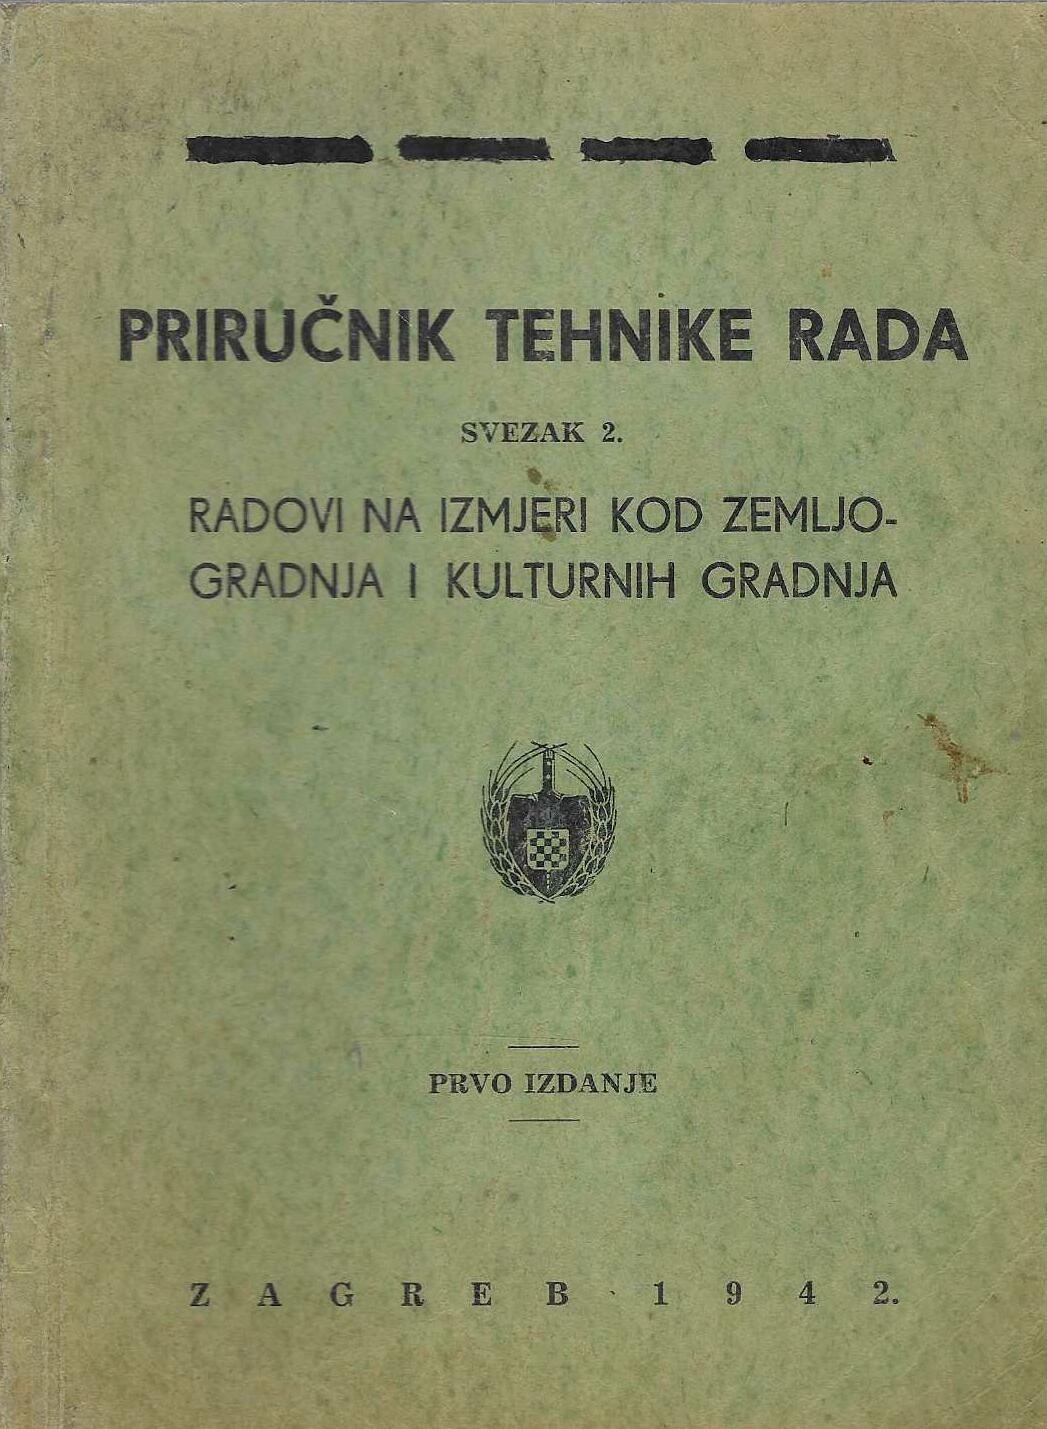 PRIRUČNIK TEHNIKE RADA
SVEZAK 2.
RADOVI NA IZMJERI KOD ZEMLJO-
GRADNJA I KULTURNIH GRADNJA
PRVO IZDANJE
ZAGREB 1942.